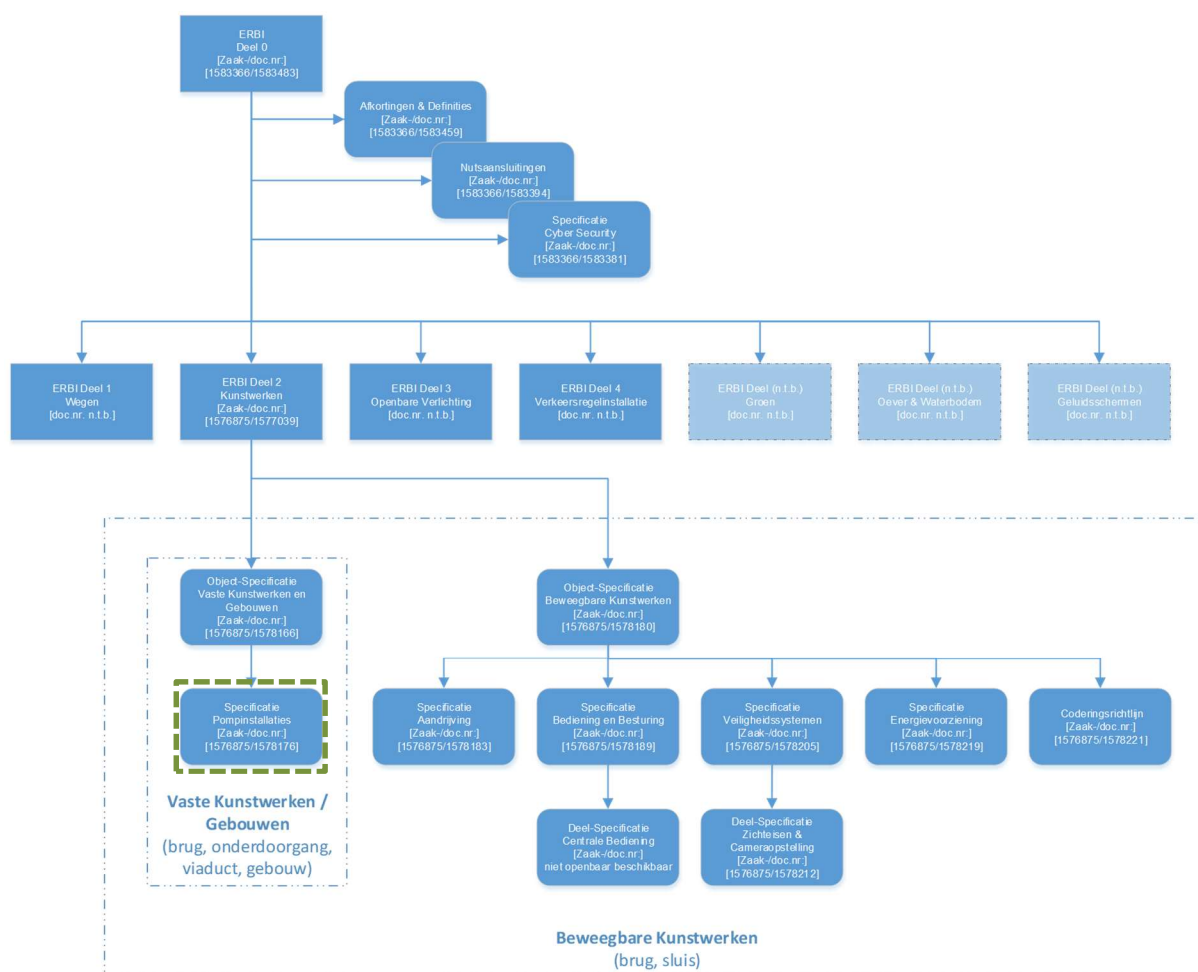 ERBI
Deel 0
[Zaak-/doc.nr:]
[1583366/1583483]
Afkortingen & Definities
[Zaak-/doc.nr:]
[1583366/1583459]
Nutsaansluitingen
[Zaak-/doc.nr:]
[1583366/1583394]
Specificatie
Cyber Security
[Zaak-/doc.nr:]
[1583366/1583381]
ERBI Deel 1
Wegen
[doc.nr. n.t.b.]
ERBI Deel 2
Kunstwerken
[Zaak-/doc.nr:]
[1576875/1577039]
ERBI Deel 3
Openbare Verlichting
[doc.nr. n.t.b.]
ERBI Deel 4
Verkeersregelinstallatie
[doc.nr. n.t.b.]
ERBI Deel (n.t.b.)
Groen
[doc.nr. n.t.b.]
ERBI Deel (n.t.b.)
Oever & Waterbodem
[doc.nr. n.t.b.]
ERBI Deel (n.t.b.)
Geluidsschermen
[doc.nr. n.t.b.]
Object-Specificatie
Vaste Kunstwerken en
Gebouwen
[Zaak-/doc.nr:]
[1576875/1578166]
Object-Specificatie
Beweegbare Kunstwerken
[Zaak-/doc.nr:]
[1576875/1578180]
Specificatie
Pompinstallaties
[Zaak-/doc.nr:]
[1576875/1578176]
Specificatie
Aandrijving
[Zaak-/doc.nr:]
[1576875/1578183]
Specificatie
Bediening en Besturing
[Zaak-/doc.nr:]
[1576875/1578189]
Specificatie
Veiligheidssystemen
[Zaak-/doc.nr:]
[1576875/1578205]
Specificatie
Energievoorziening
[Zaak-/doc.nr:]
[1576875/1578219]
Coderingsrichtlijn
[Zaak-/doc.nr:]
[1576875/1578221]
Vaste Kunstwerken /
Gebouwen
(brug, onderdoorgang,
viaduct, gebouw)
Deel-Specificatie
Centrale Bediening
[Zaak-/doc.nr:]
niet openbaar beschikbaar
Deel-Specificatie
Zichteisen &
Cameraopstelling
[Zaak-/doc.nr:]
[1576875/1578212]
Beweegbare Kunstwerken
(brug, sluis)